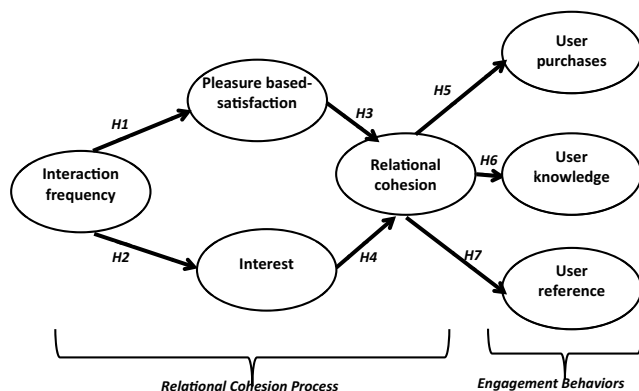 User
purchases
Pleasure based-
satisfaction
H5
H1
H3
Interaction
frequency
Relational
cohesion
H6
User
knowledge
H2
Interest
H4
H7
User
reference
Relational Cohesion Process
Engagement Behaviors